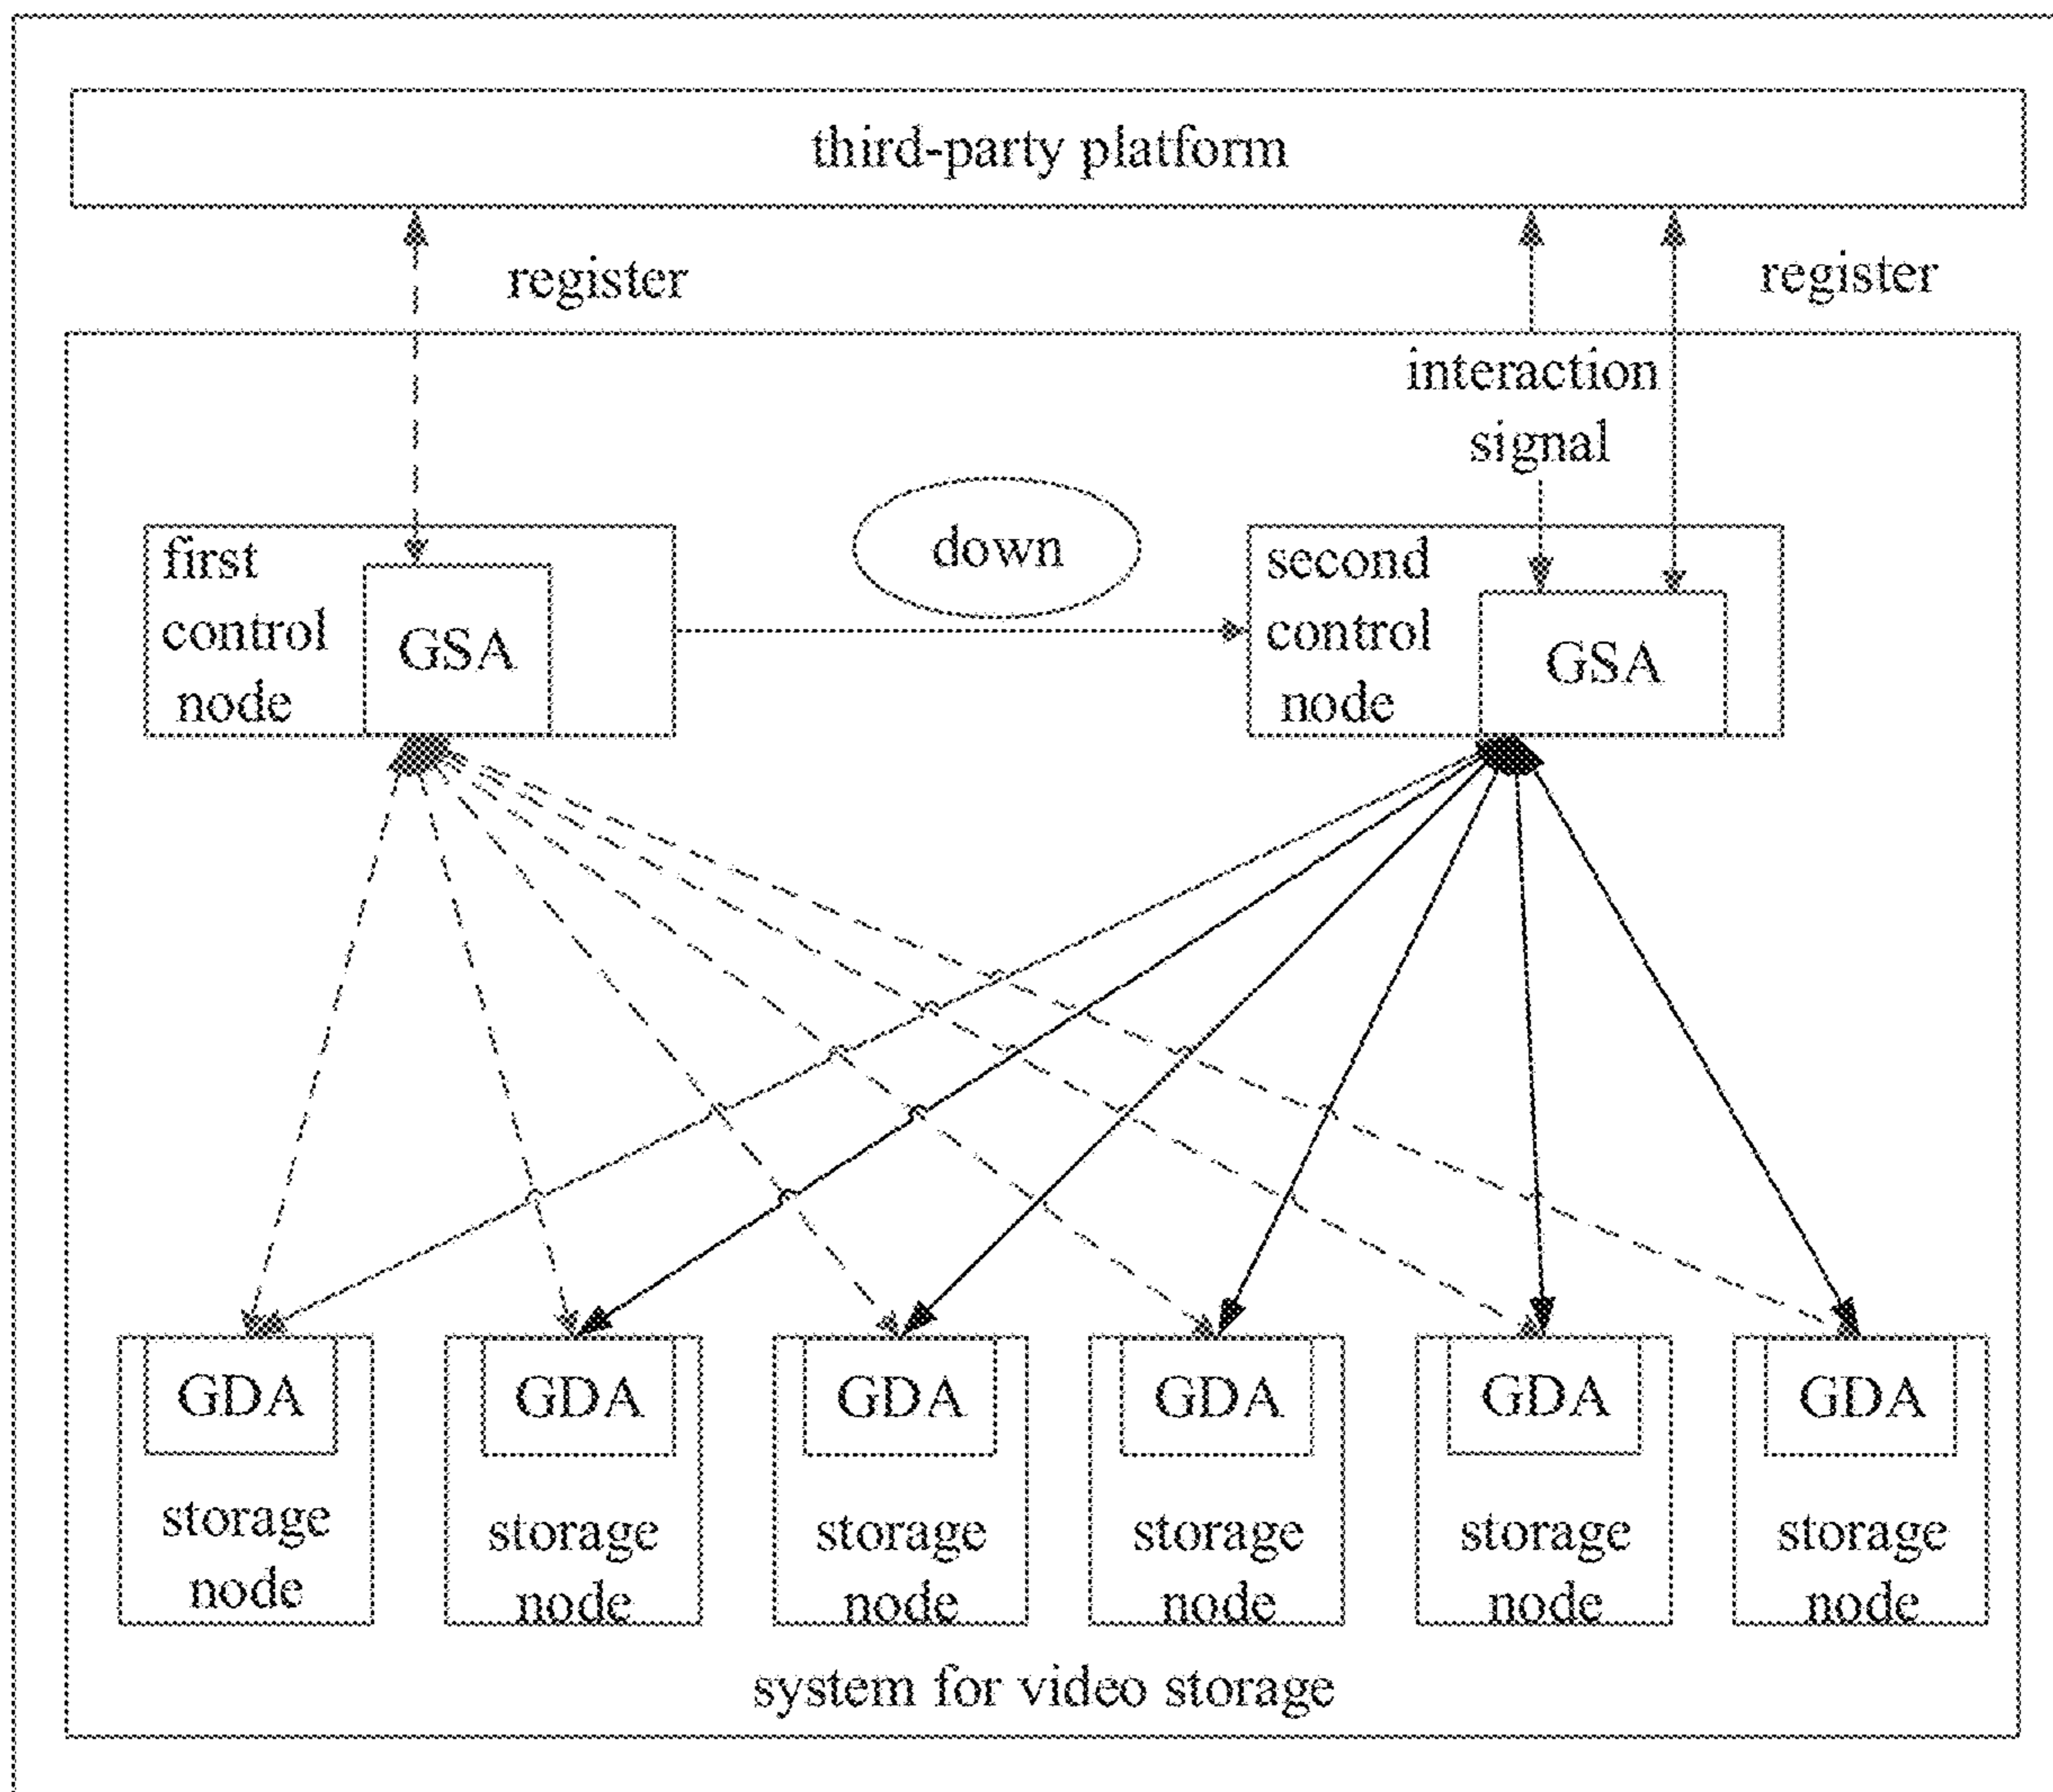 third-party platform
register
register
interaction
signal
down
first
control
node
GSA
second
control
node
GSA
GDA
GDA
GDA
GDA
GDA
GDA
storage
node
storage
node
storage
node
storage
node
storage
node
storage
node
system for video storage